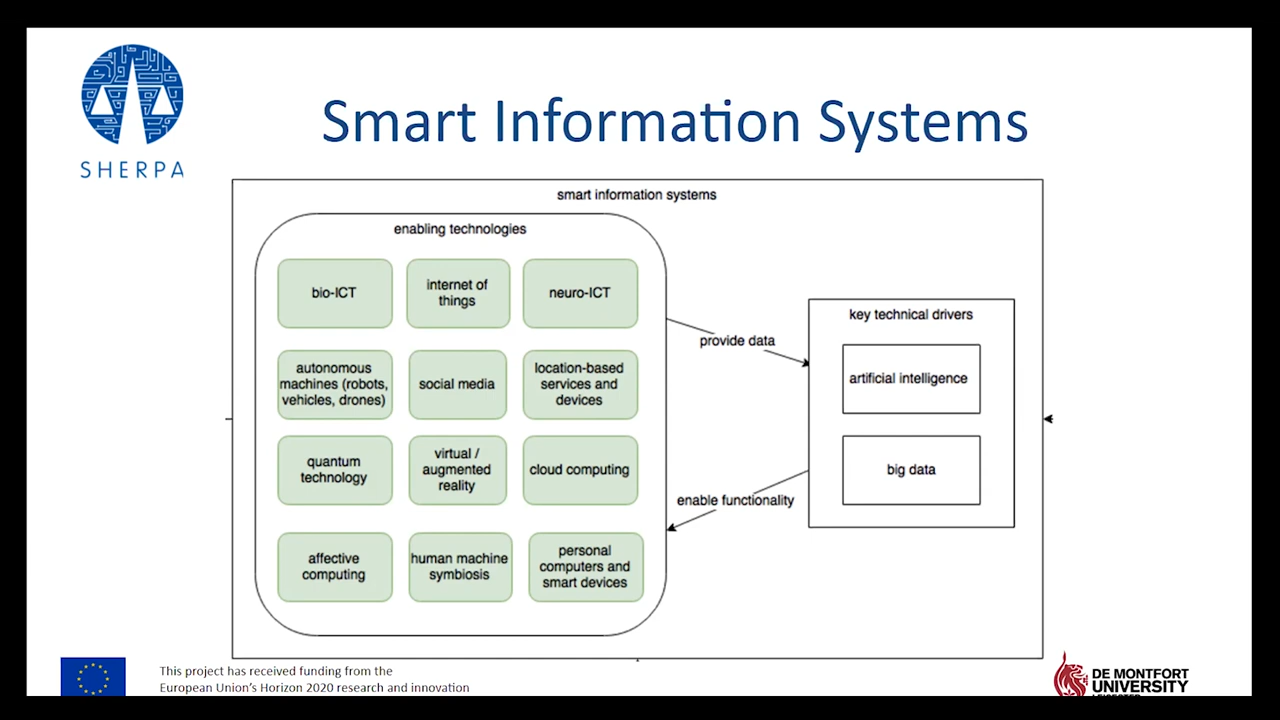 SHERPA
Smart Information Systems
smart information systems
enabling technologies
bio-ICT
internet of
things
neuro-ICT
autonomous
machines (robots,
vehicles, drones)
social media
location-based
services and
devices
quantum
technology
virtual /
augmented
reality
cloud computing
affective
computing
human machine
symbiosis
personal
computers and
smart devices
provide data
enable functionality
key technical drivers
artificial intelligence
big data
This project has received funding from the
European Union's Horizon 2020 research and innovation
DE MONTFORT
UNIVERSITY